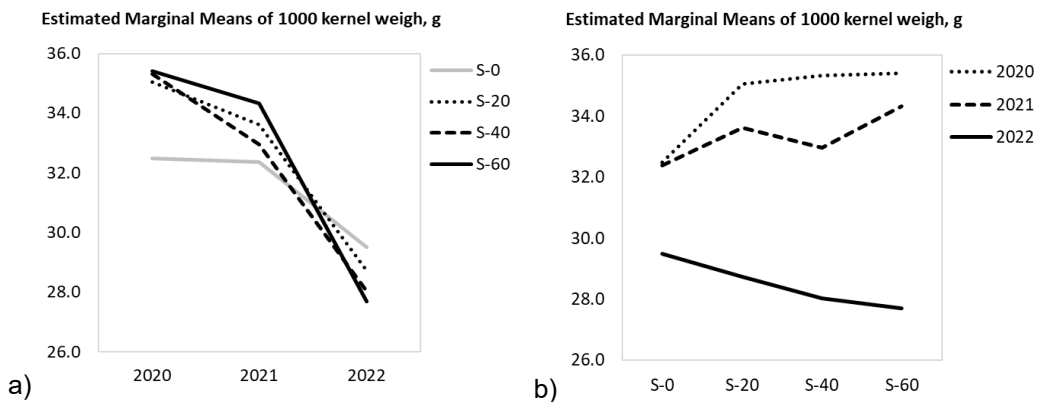 Estimated Marginal Means of 1000 kernel weigh, g
36.0
34.0
32.0
30.0
28.0
26.0
2020 2021 2022
S-0
S-20
S-40
S-60
a)
Estimated Marginal Means of 1000 kernel weigh, g
36.0
34.0
32.0
30.0
28.0
26.0
S-0 S-20 S-40 S-60
2020
2021
2022
b)